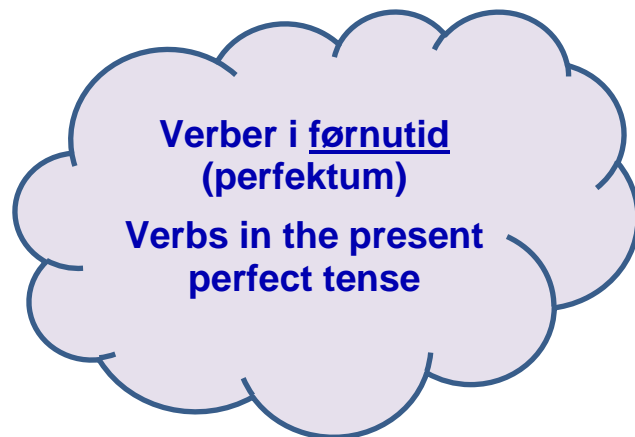 Verber i førnutid
(perfektum)
Verbs in the present
perfect tense